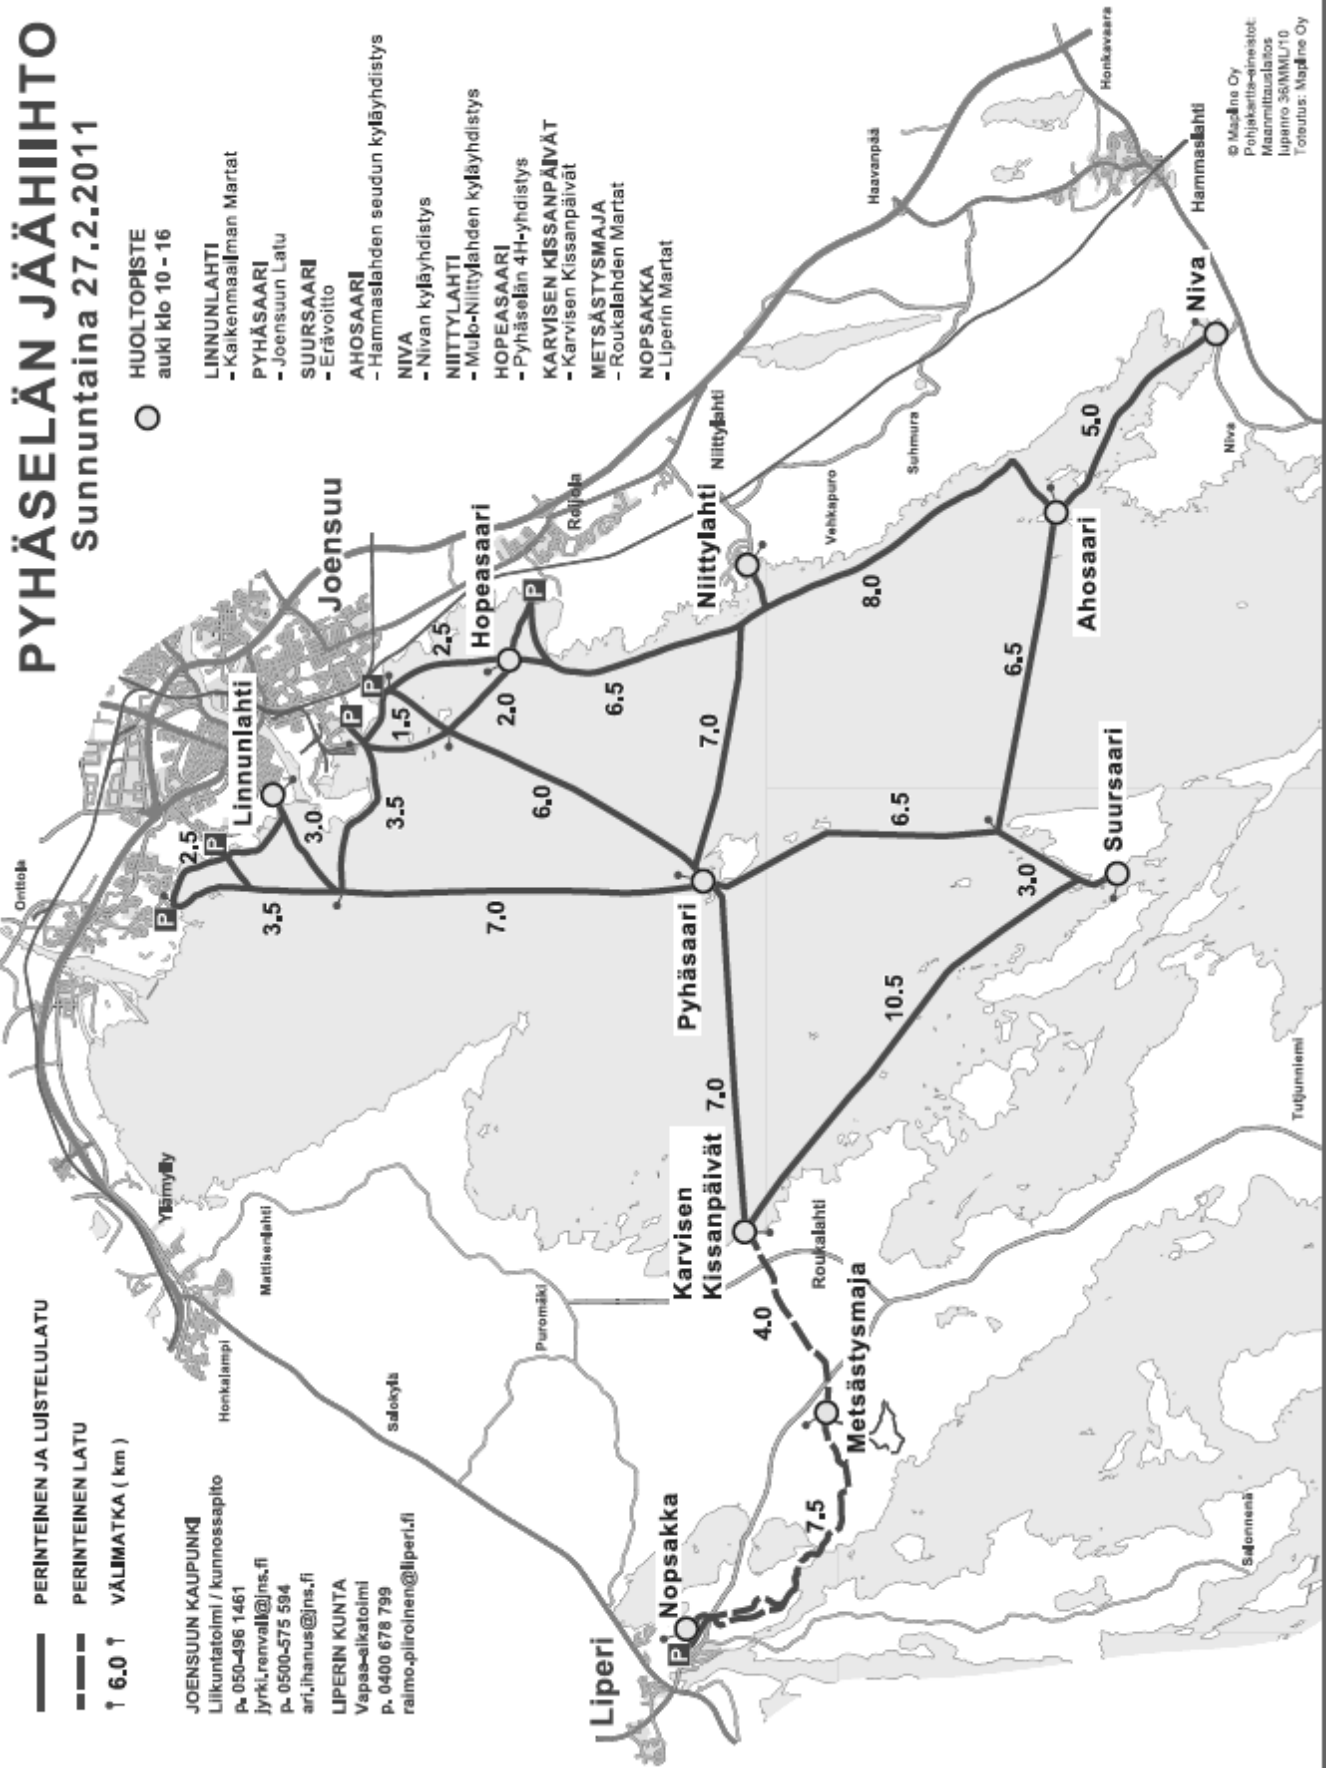 PYHÄSELÄN JÄÄHIIHTO
Sunnuntaina 27.2.2011
HUOLTOPISTE
auki klo 10 - 16
LINNUNLAHTI
- Kaikenmaailman Martat
PYHÄSAARI
- Joensuun Latu
SUURSAARI
- Erävoitto
AHOSAARI
- Hammaslahden seudun kyläyhdistys
NIVA
- Nivan kyläyhdistys
NIITTYLAHTI
- Mulo-Niittylahden kyläyhdistys
HOPEASAARI
- Pyhäselän 4H-yhdistys
KARVISEN KISSANPÄIVÄT
- Karvisen Kissanpäivät
METSÄSTYSMAJA
- Roukalahden Martat
NOPSAKKA
- Liperin Martat
PERINTEINEN JA LUISTELULATU
PERINTEINEN LATU
6.0 VÄLIMATKA ( km )
JOENSUUN KAUPUNKI
Liikuntatoimi / kunnossapito
p. 050-496 1461
jyrki.renvall@jns.fi
p. 0500-575 594
ari.ihanus@jns.fi
LIPERIN KUNTA
Vapaa-aikatoimi
p. 0400 678 799
raimo.piiroinen@liperi.fi
Onttola
Ylämylly
Mattisenlahti
Honkalampi
Salokylä
Puromäki
Liperi
P
Nopsakka
7.5
Metsästysmaja
4.0
Roukalahti
Karvisen
Kissanpäivät
7.0
10.5
Salonnenä
Tutjunniemi
P
2.5
P
Linnunlahti
3.0
3.5
3.5
7.0
Pyhäsaari
Joensuu
P
P
1.5
2.5
2.0
6.0
Hopeasaari
P
Reijola
6.5
7.0
Niittylahti
Niittylahti
Vehkapuro
Suhmura
8.0
6.5
6.5
3.0
Suursaari
Ahosaari
5.0
Niva
Niva
Haavanpää
Honkavaara
Hammaslahti
© Mapline Oy
Pohjakartta-aineistot:
Maanmittauslaitos
lupanro 36/MML/10
Toteutus: Mapline Oy